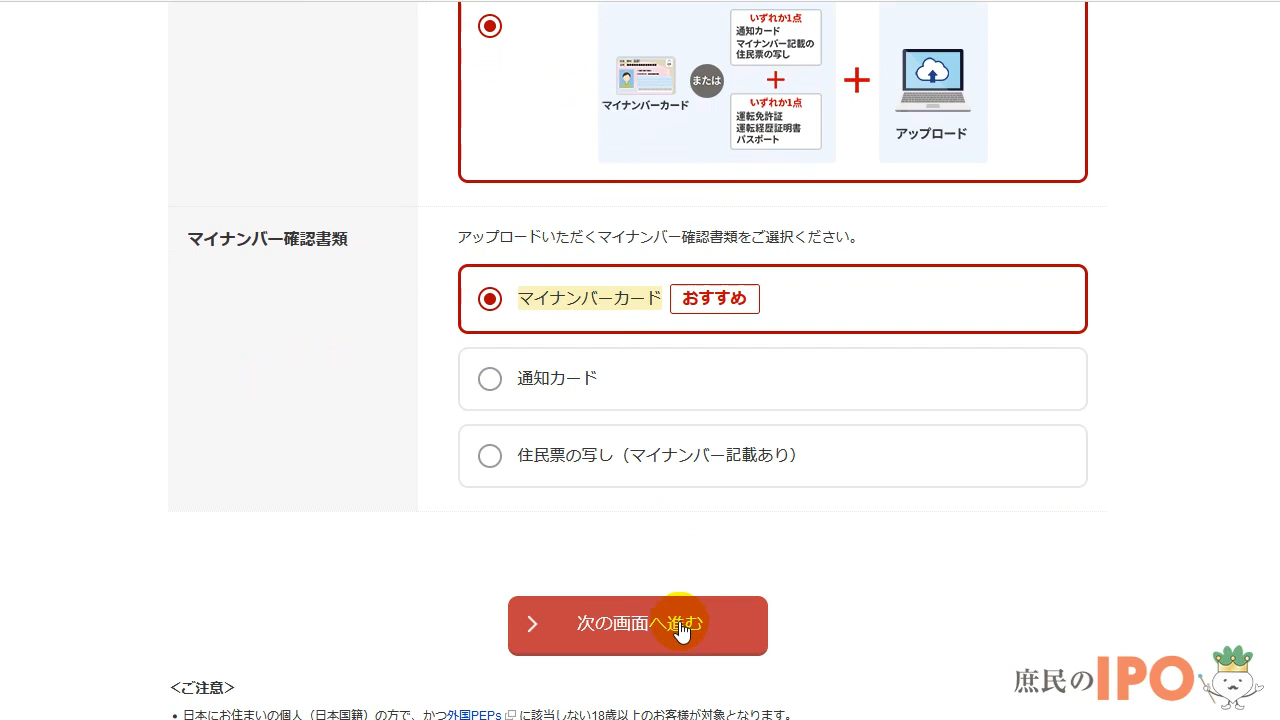 いずれか1点
通知カード
マイナンバー記載の
住民票の写し
マイナンバーカード
または
いずれか1点
運転免許証
運転経歴証明書
パスポート
アップロード
マイナンバー確認書類
アップロードいただくマイナンバー確認書類をご選択ください。
マイナンバーカード おすすめ
通知カード
住民票の写し（マイナンバー記載あり）
次の画面へ進む
庶民のIPO
＜ご注意＞
• 日本にお住まいの個人（日本国籍）の方で、かつ外国PEPs に該当しない18歳以上のお客様が対象となります。